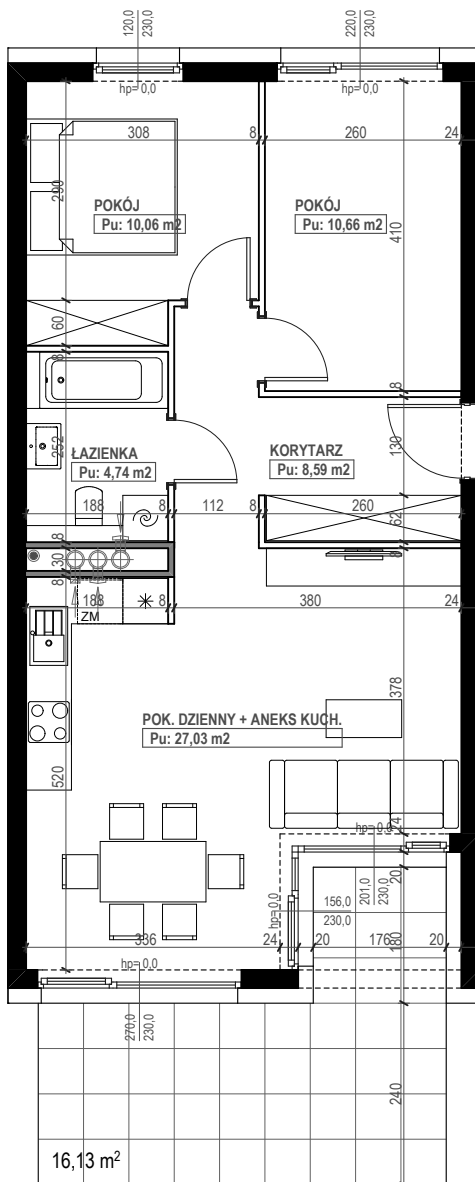 120,0
230,0
220,0
230,0
hp= 0,0
hp= 0,0
308
8
260
24
POKÓJ
Pu: 10,06 m2
POKÓJ
Pu: 10,66 m2
290
410
60
8
8
ŁAZIENKA
Pu: 4,74 m2
252
KORYTARZ
Pu: 8,59 m2
130
188
8
112
8
260
62
8
30
8
188
8
380
24
ZM
378
POK. DZIENNY + ANEKS KUCH.
Pu: 27,03 m2
520
74
hp= 0,0
20
201,0
230,0
156,0
230,0
hp= 0,0
336
24
20
176
20
180
hp= 0,0
270,0
230,0
240
16,13 m²